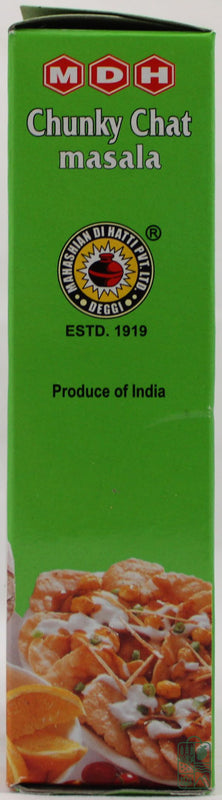 MDH
Chunky Chat
masala
MAHASHIAN DI HATTI PVT. LTD.
DEGGI
®
ESTD. 1919
Produce of India